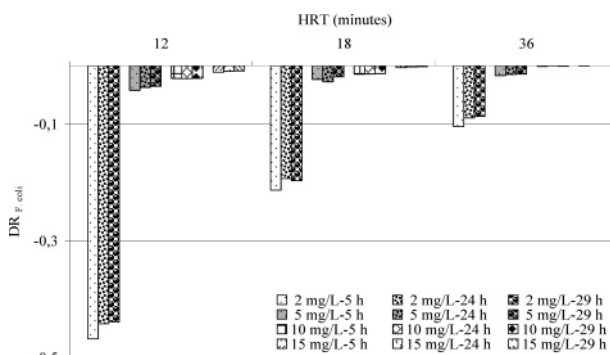 HRT (minutes)
12 18 36
-0,1
-0,3
DR F. coli
2 mg/L-5 h 2 mg/L-24 h 2 mg/L-29 h
5 mg/L-5 h 5 mg/L-24 h 5 mg/L-29 h
10 mg/L-5 h 10 mg/L-24 h 10 mg/L-29 h
15 mg/L-5 h 15 mg/L-24 h 15 mg/L-29 h